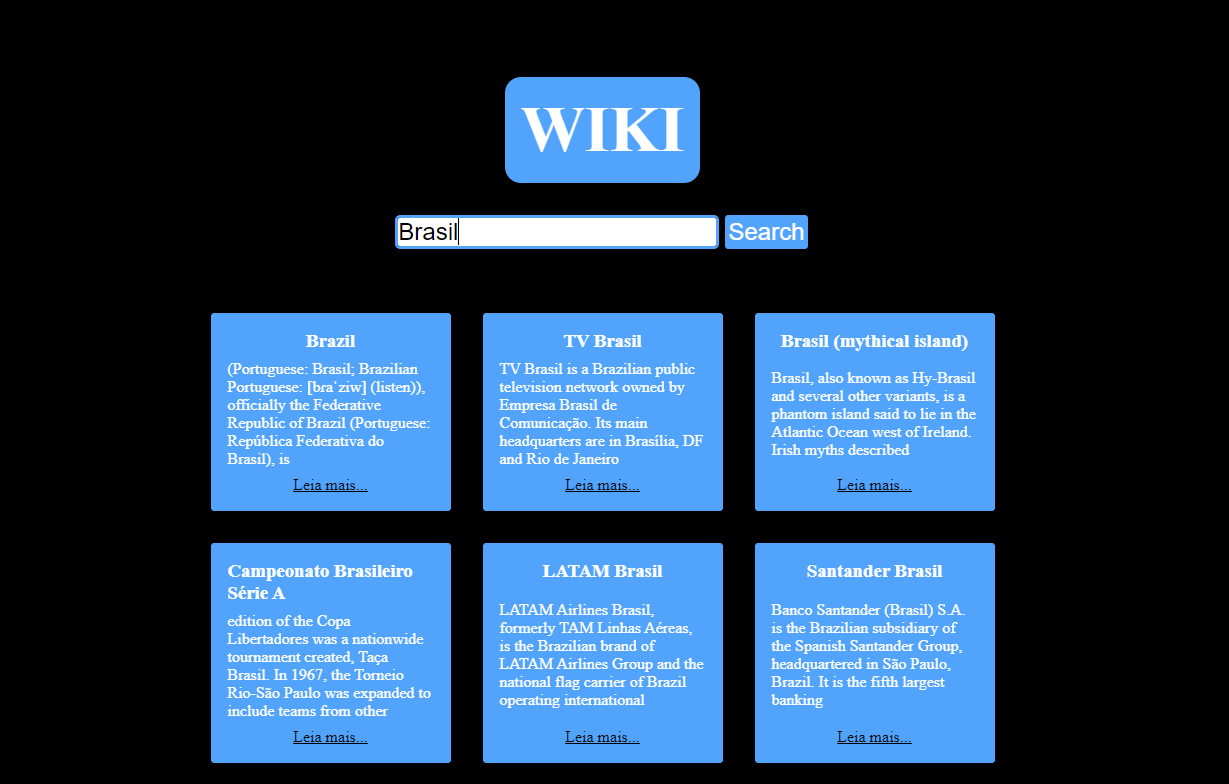 WIKI
Brasil
Search
Brazil
(Portuguese: Brasil; Brazilian
Portuguese: [bɾaˈziw] (listen)),
officially the Federative
Republic of Brazil (Portuguese:
República Federativa do
Brasil), is
Leia mais...
TV Brasil
TV Brasil is a Brazilian public
television network owned by
Empresa Brasil de
Comunicação. Its main
headquarters are in Brasília, DF
and Rio de Janeiro
Leia mais...
Brasil (mythical island)
Brasil, also known as Hy-Brasil
and several other variants, is a
phantom island said to lie in the
Atlantic Ocean west of Ireland.
Irish myths described
Leia mais...
Campeonato Brasileiro
Série A
edition of the Copa
Libertadores was a nationwide
tournament created, Taça
Brasil. In 1967, the Torneio
Rio-São Paulo was expanded to
include teams from other
Leia mais...
LATAM Brasil
LATAM Airlines Brasil,
formerly TAM Linhas Aéreas,
is the Brazilian brand of
LATAM Airlines Group and the
national flag carrier of Brazil
operating international
Leia mais...
Santander Brasil
Banco Santander (Brasil) S.A.
is the Brazilian subsidiary of
the Spanish Santander Group,
headquartered in São Paulo,
Brazil. It is the fifth largest
banking
Leia mais...